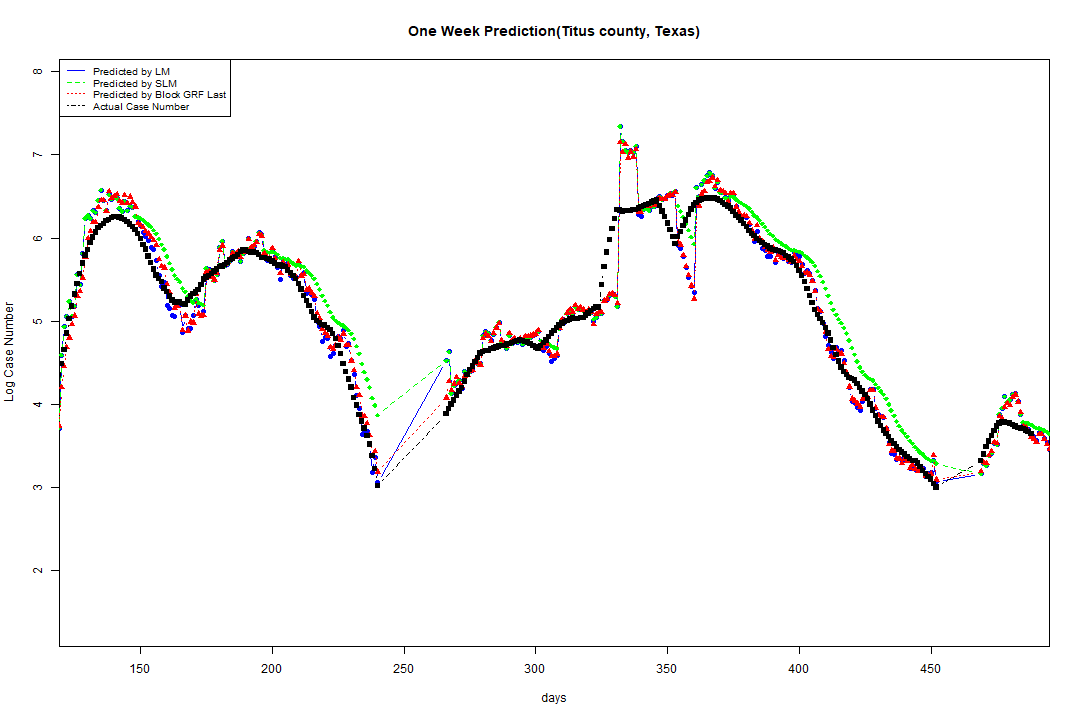 One Week Prediction(Titus county, Texas)
Predicted by LM
Predicted by SLM
Predicted by Block GRF Last
Actual Case Number
Log Case Number
8
7
6
5
4
3
2
150 200 250 300 350 400 450
days